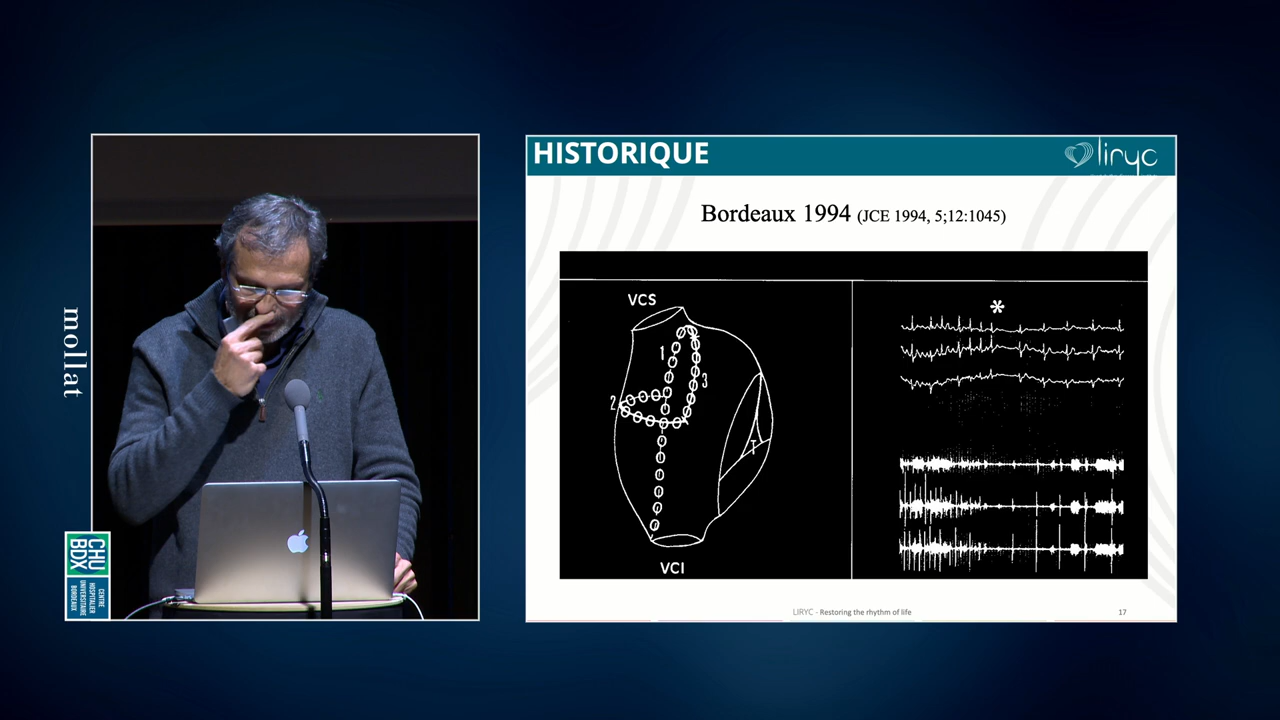 mollat
CHU
BDX
CENTRE
HOSPITALIER
UNIVERSITAIRE
BORDEAUX
HISTORIQUE
liryc
Bordeaux 1994 (JCE 1994, 5;12:1045)
VCS
1
2
3
T
VCI
*
LIRYC - Restoring the rhythm of life
17